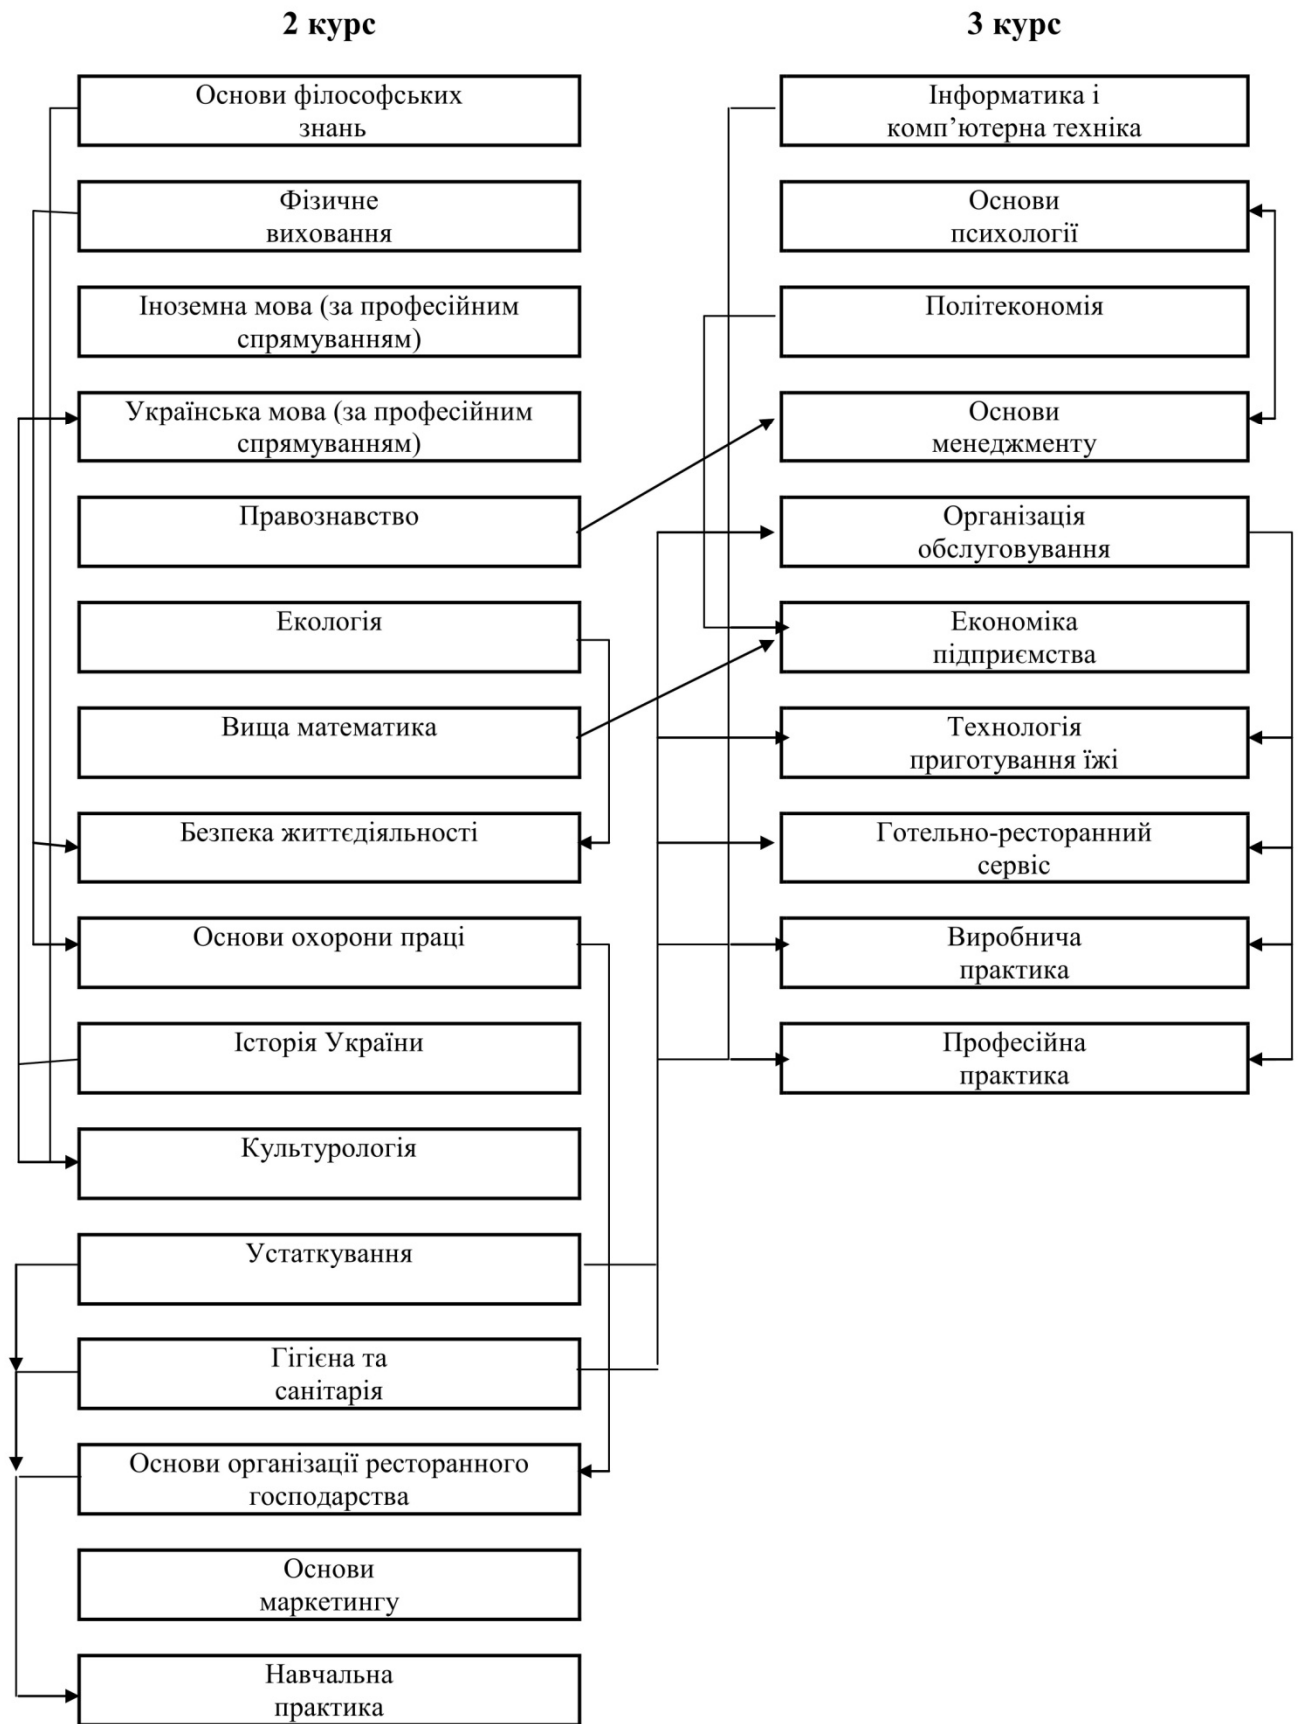 2 курс
Основи філософських
знань
Фізичне
виховання
Іноземна мова (за професійним
спрямуванням)
Українська мова (за професійним
спрямуванням)
Правознавство
Екологія
Вища математика
Безпека життєдіяльності
Основи охорони праці
Історія України
Культурологія
Устаткування
Гігієна та
санітарія
Основи організації ресторанного
господарства
Основи
маркетингу
Навчальна
практика
3 курс
Інформатика і
комп’ютерна техніка
Основи
психології
Політекономія
Основи
менеджменту
Організація
обслуговування
Економіка
підприємства
Технологія
приготування їжі
Готельно-ресторанний
сервіс
Виробнича
практика
Професійна
практика